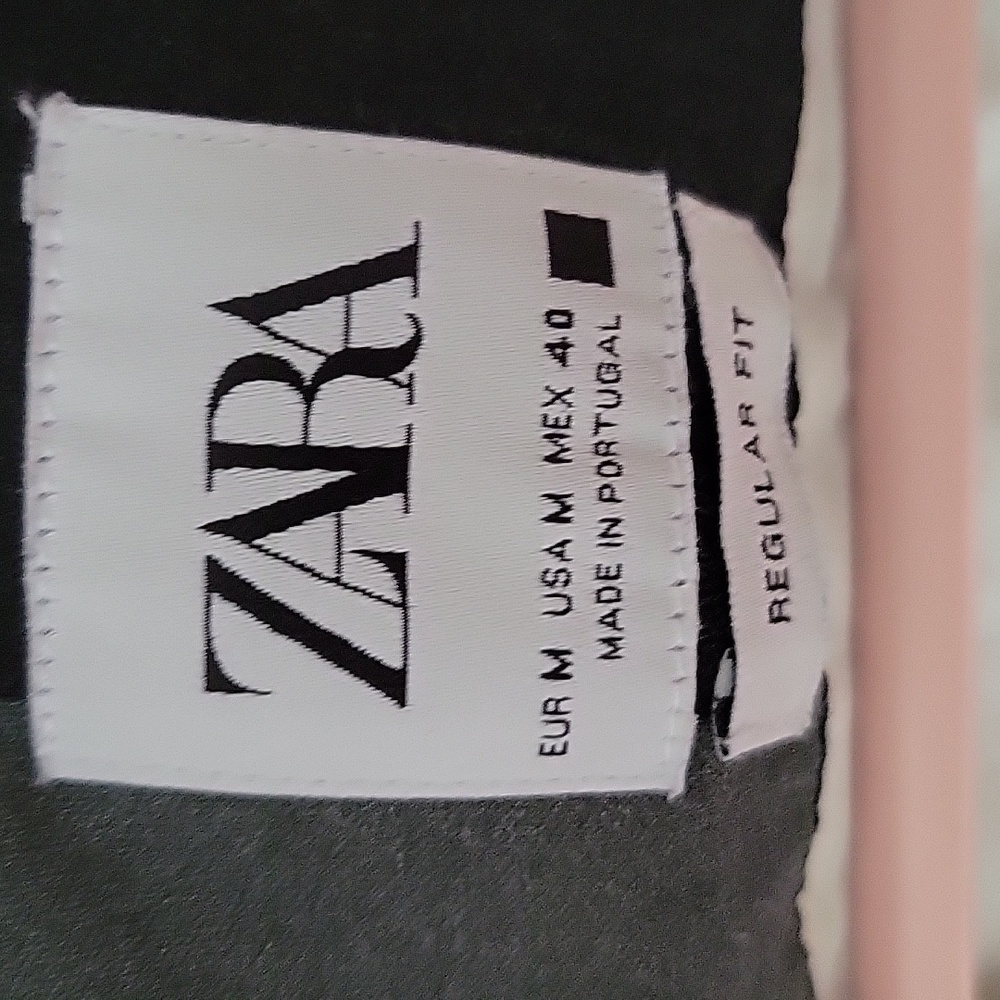 ZARA
EUR M USA M MEX 40
MADE IN PORTUGAL
REGULAR FIT